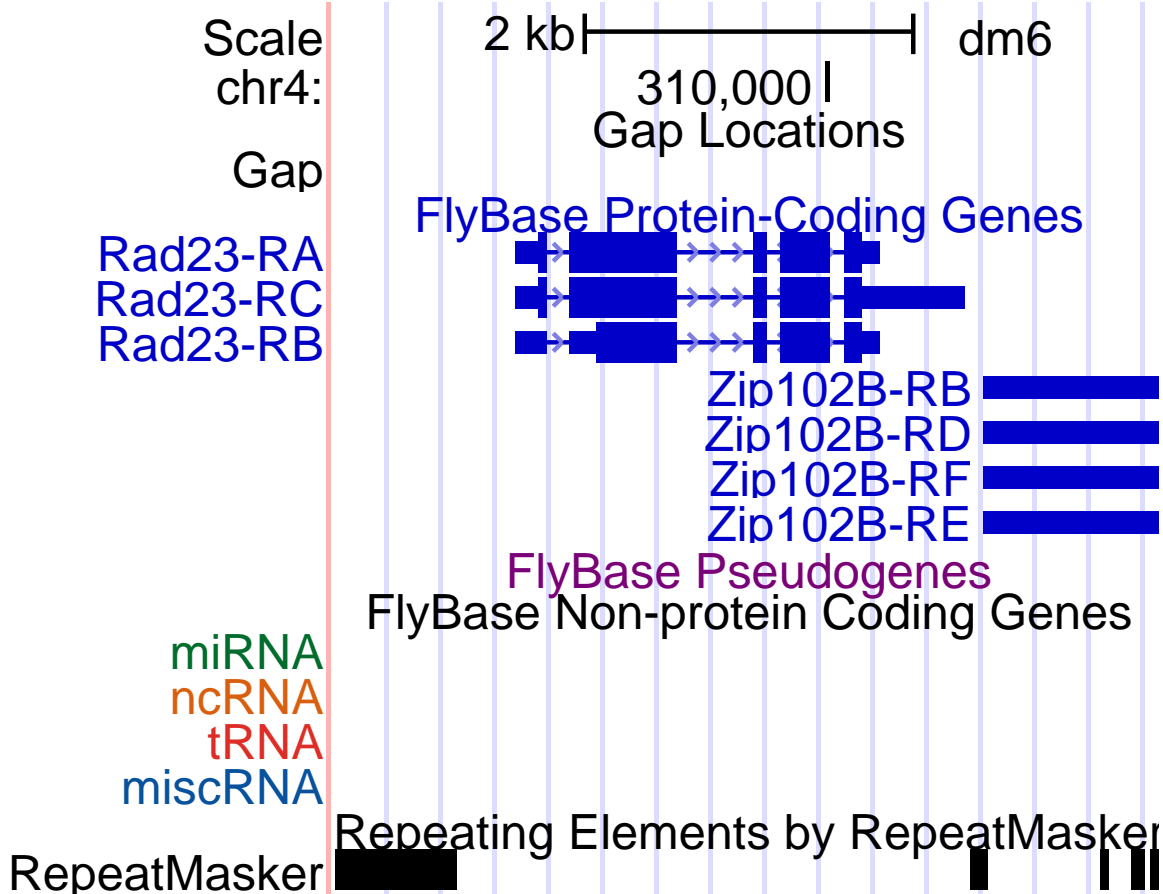 Scale 2 kb dm6
chr4: 310,000
Gap Locations
Gap
FlyBase Protein-Coding Genes
Rad23-RA
Rad23-RC
Rad23-RB
Zip102B-RB
Zip102B-RD
Zip102B-RF
Zip102B-RE
FlyBase Pseudogenes
FlyBase Non-protein Coding Genes
miRNA
ncRNA
tRNA
miscRNA
Repeating Elements by RepeatMasker
RepeatMasker